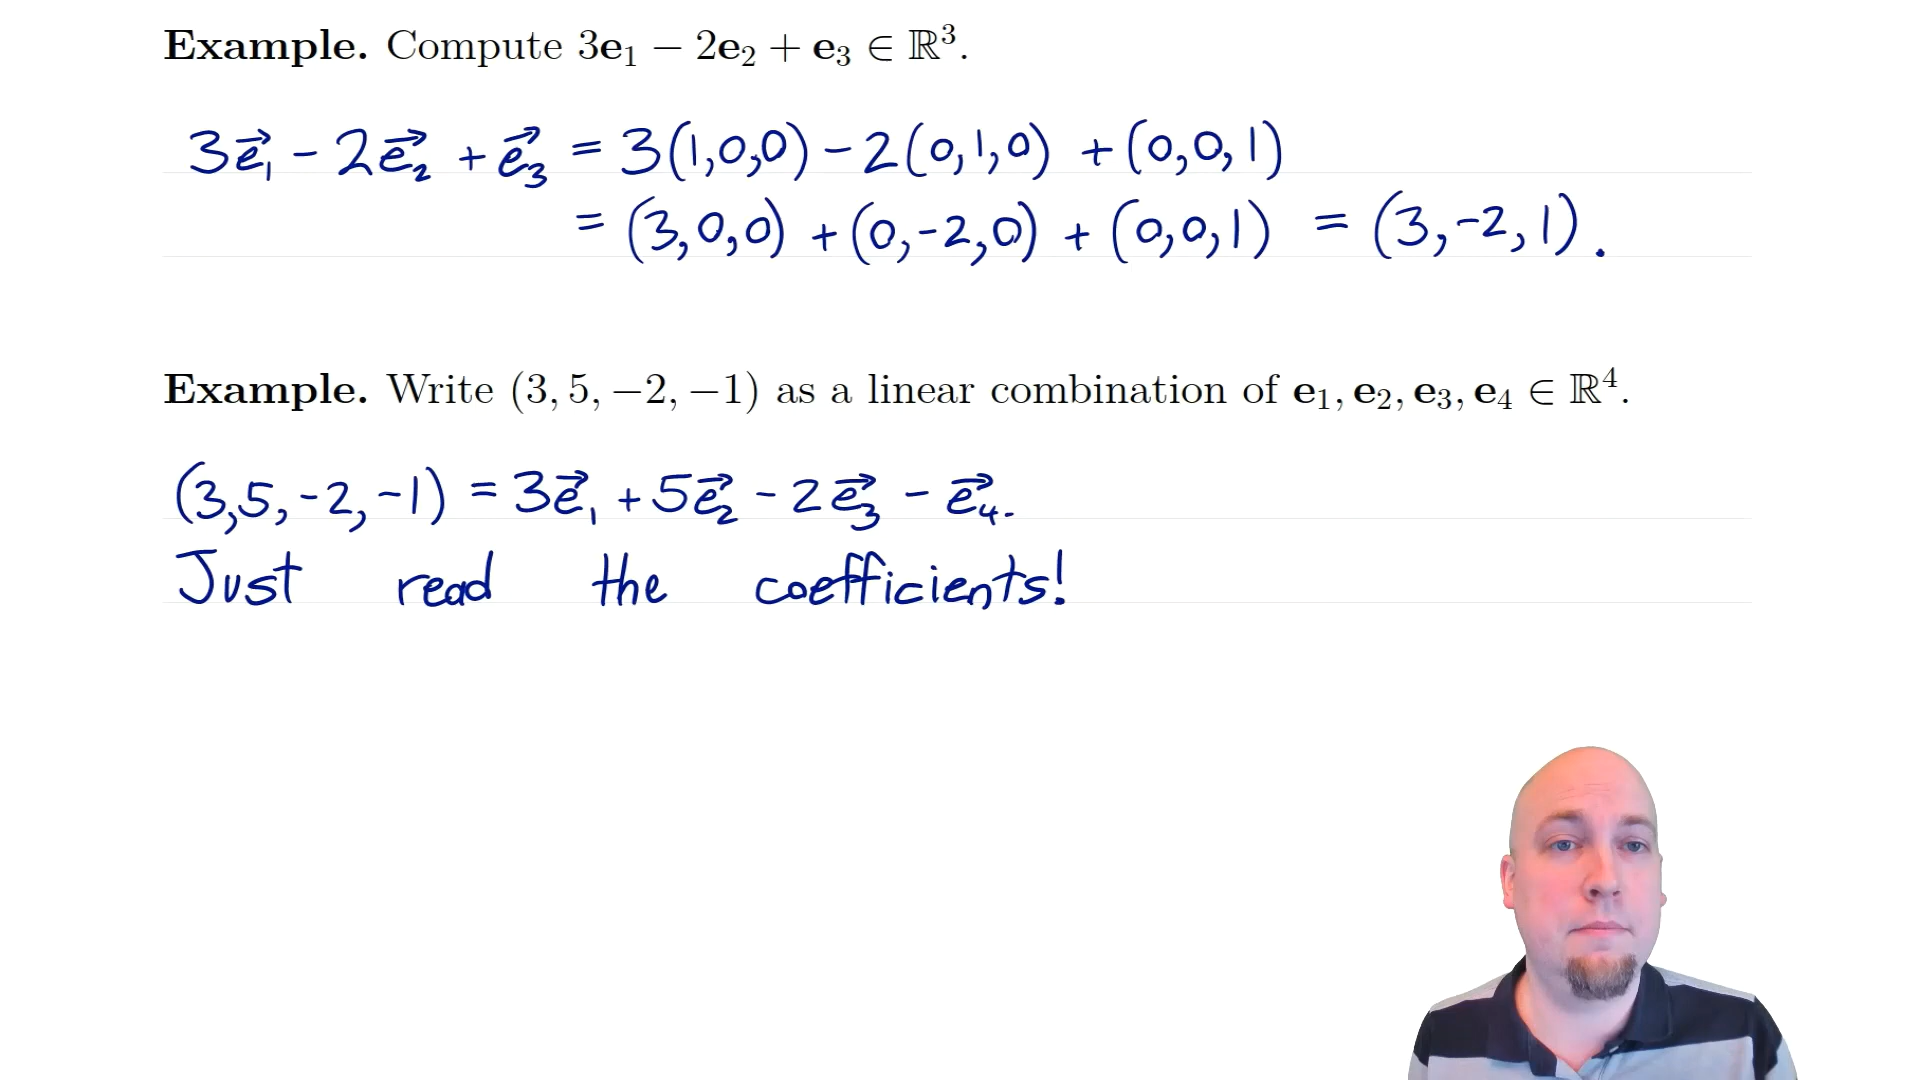 Example. Compute 3e₁ − 2e₂ + e₃ ∈ ℝ³.
3e⃗₁ - 2e⃗₂ + e⃗₃ = 3(1,0,0) - 2(0,1,0) + (0,0,1)
= (3,0,0) + (0,-2,0) + (0,0,1) = (3,-2,1).
Example. Write (3, 5, −2, −1) as a linear combination of e₁, e₂, e₃, e₄ ∈ ℝ⁴.
(3,5,-2,-1) = 3e⃗₁ + 5e⃗₂ - 2e⃗₃ - e⃗₄.
Just read the coefficients!